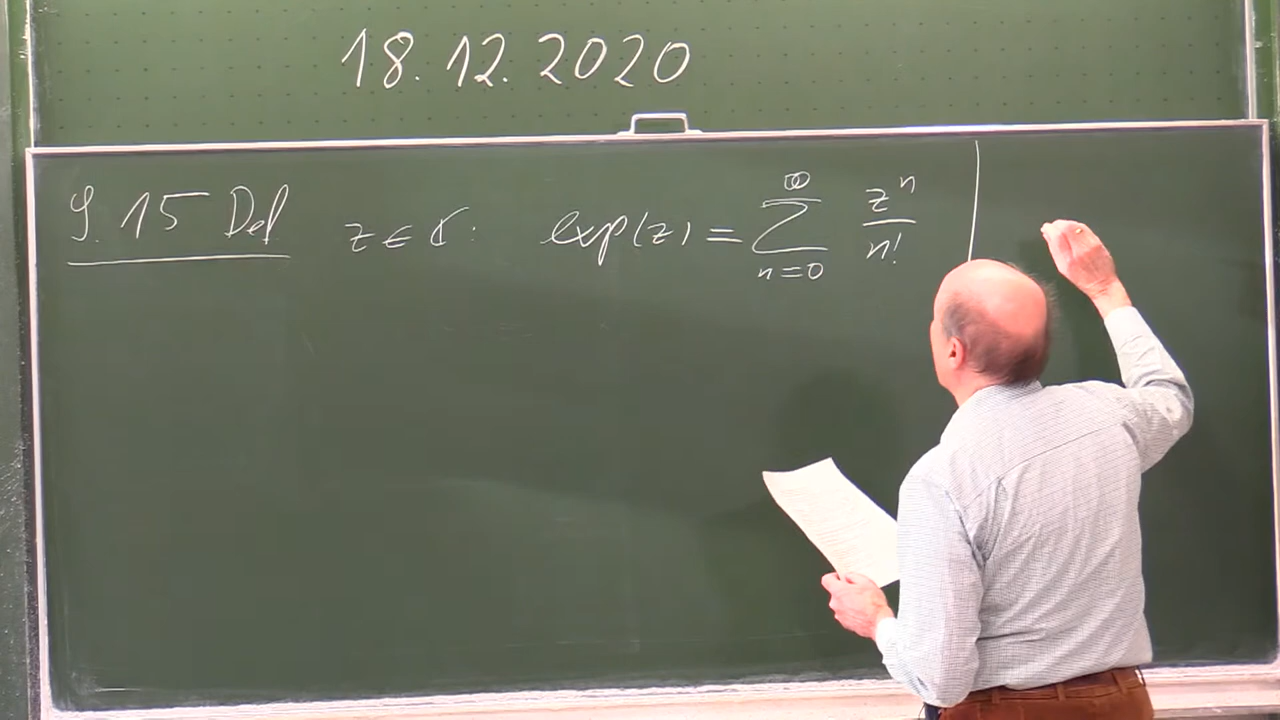 18.12.2020
9.15 Def z ∈ ℂ: exp(z) = ∑_{n=0}^{∞} z^n / n!